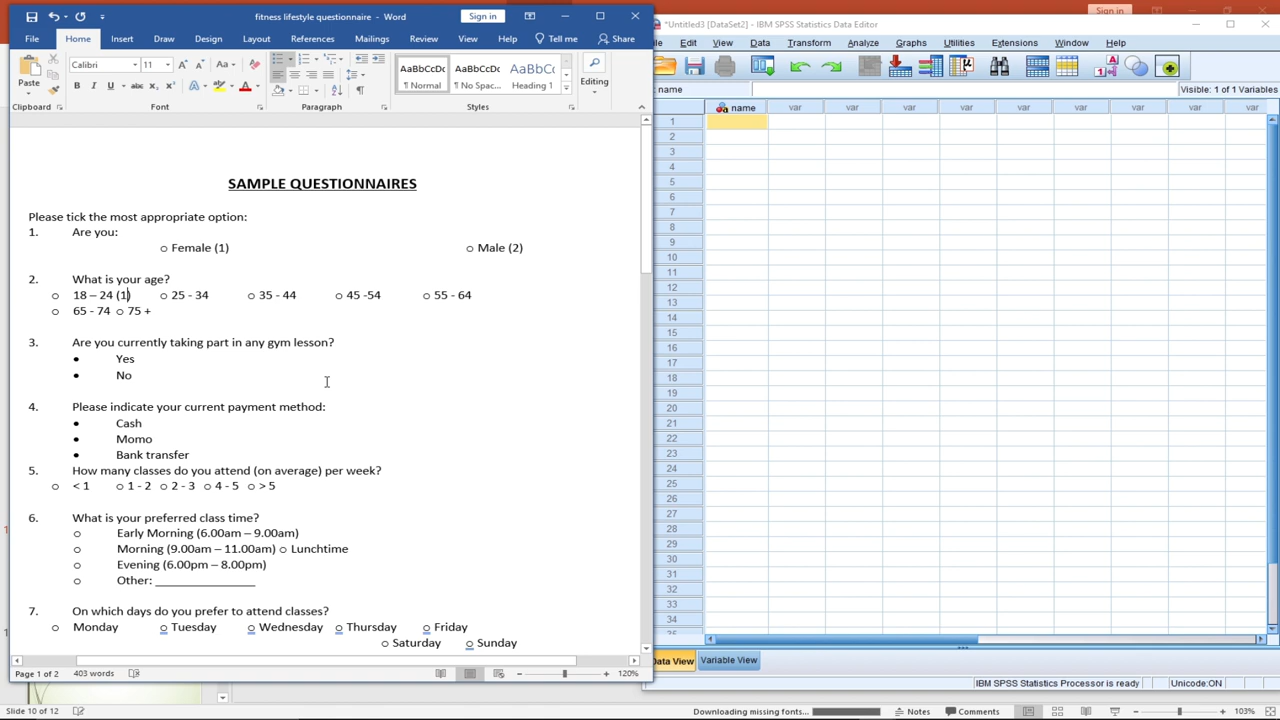 fitness lifestyle questionnaire - Word
Sign in
File Home Insert Draw Design Layout References Mailings Review View Help Tell me Share
Paste
Calibri 11
AaBbCcDc AaBbCcDc AaBbCc
¶ Normal ¶ No Spac... Heading 1
Editing
Clipboard Font Paragraph Styles
SAMPLE QUESTIONNAIRES
Please tick the most appropriate option:
1. Are you:
o Female (1) o Male (2)
2. What is your age?
o 18 – 24 (1) o 25 - 34 o 35 - 44 o 45 -54 o 55 - 64
o 65 - 74 o 75 +
3. Are you currently taking part in any gym lesson?
• Yes
• No
4. Please indicate your current payment method:
• Cash
• Momo
• Bank transfer
5. How many classes do you attend (on average) per week?
o < 1 o 1 - 2 o 2 - 3 o 4 - 5 o > 5
6. What is your preferred class time?
o Early Morning (6.00am – 9.00am)
o Morning (9.00am – 11.00am) o Lunchtime
o Evening (6.00pm – 8.00pm)
o Other: _______________
7. On which days do you prefer to attend classes?
o Monday o Tuesday o Wednesday o Thursday o Friday
o Saturday o Sunday
Page 1 of 2 403 words 120%
Sign in
*Untitled3 [DataSet2] - IBM SPSS Statistics Data Editor
File Edit View Data Transform Analyze Graphs Utilities Extensions Window Help
name
Visible: 1 of 1 Variables
name var var var var var var var var var
1
2
3
4
5
6
7
8
9
10
11
12
13
14
15
16
17
18
19
20
21
22
23
24
25
26
27
28
29
30
31
32
33
34
35
Data View Variable View
IBM SPSS Statistics Processor is ready Unicode:ON
Slide 10 of 12
Downloading missing fonts... Notes Comments 103%